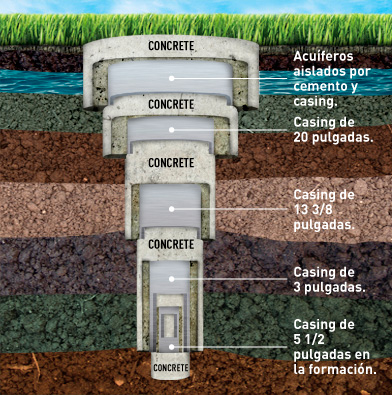 CONCRETE
Acuíferos
aislados por
cemento y
casing.
CONCRETE
Casing de
20 pulgadas.
CONCRETE
Casing de
13 3/8
pulgadas.
CONCRETE
Casing de
3 pulgadas.
Casing de
5 1/2
pulgadas en
la formación.
CONCRETE